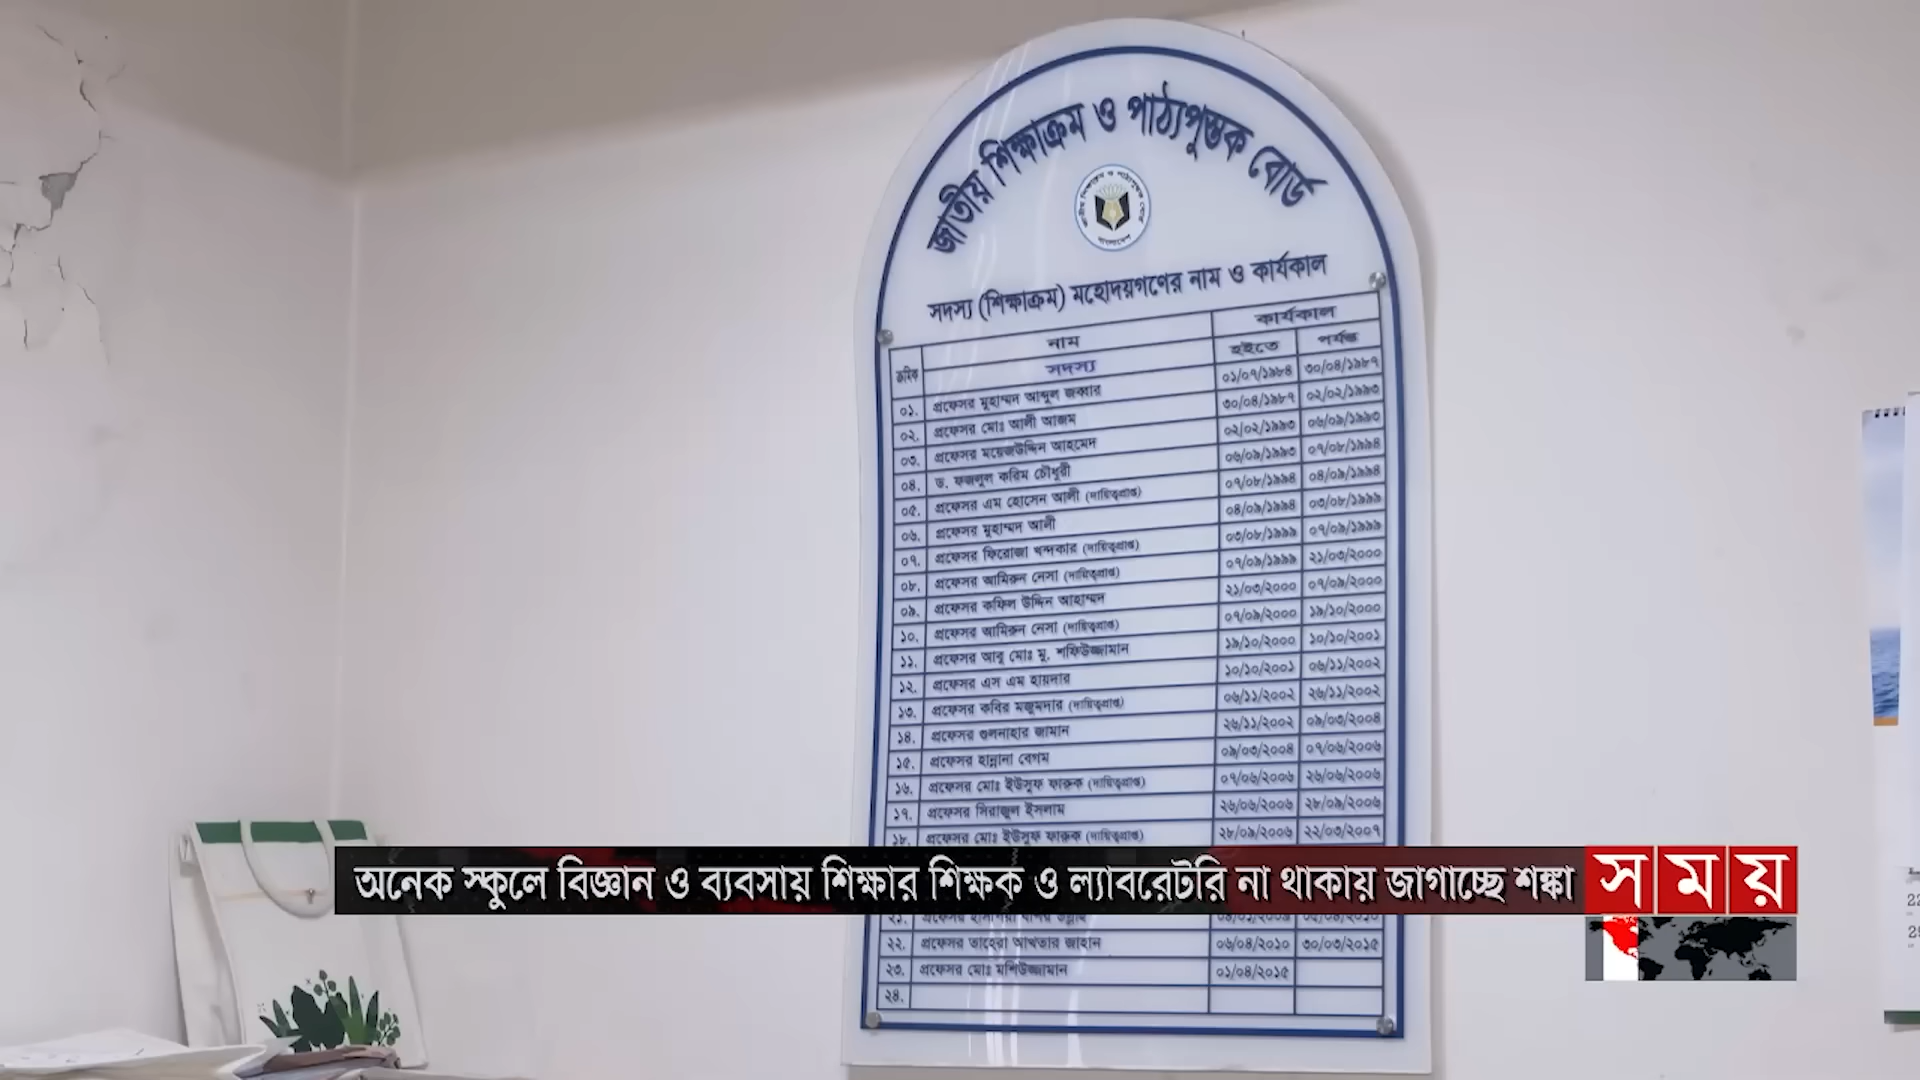 জাতীয় শিক্ষাক্রম ও পাঠ্যপুস্তক বোর্ড
সদস্য (শিক্ষাক্রম) মহোদয়গণের নাম ও কার্যকাল
ক্রমিক নাম কার্যকাল
সদস্য হইতে পর্যন্ত
০১. প্রফেসর মুহাম্মদ আব্দুল জব্বার ০১/০৭/১৯৮৪ ৩০/০৪/১৯৮৭
০২. প্রফেসর মোঃ আলী আজম ৩০/০৪/১৯৮৭ ০২/০২/১৯৯৩
০৩. প্রফেসর ময়েজউদ্দিন আহমেদ ০২/০২/১৯৯৩ ০৬/০৯/১৯৯৩
০৪. ড. ফজলুল করিম চৌধুরী ০৬/০৯/১৯৯৩ ০৭/০৮/১৯৯৪
০৫. প্রফেসর এম হোসেন আলী (দায়িত্বপ্রাপ্ত) ০৭/০৮/১৯৯৪ ০৪/০৯/১৯৯৪
০৬. প্রফেসর মুহাম্মদ আলী ০৪/০৯/১৯৯৪ ০৩/০৮/১৯৯৯
০৭. প্রফেসর ফিরোজা খন্দকার (দায়িত্বপ্রাপ্ত) ০৩/০৮/১৯৯৯ ০৭/০৯/১৯৯৯
০৮. প্রফেসর আমিরুন নেসা (দায়িত্বপ্রাপ্ত) ০৭/০৯/১৯৯৯ ২১/০৩/২০০০
০৯. প্রফেসর কফিল উদ্দিন আহাম্মদ ২১/০৩/২০০০ ০৭/০৯/২০০০
১০. প্রফেসর আমিরুন নেসা (দায়িত্বপ্রাপ্ত) ০৭/০৯/২০০০ ১৯/১০/২০০০
১১. প্রফেসর আবু মোঃ মু. শফিউজ্জামান ১৯/১০/২০০০ ১০/১০/২০০১
১২. প্রফেসর এস এম হায়দার ১০/১০/২০০১ ০৬/১১/২০০২
১৩. প্রফেসর কবির মজুমদার (দায়িত্বপ্রাপ্ত) ০৬/১১/২০০২ ২৬/১১/২০০২
১৪. প্রফেসর গুলনাহার জামান ২৬/১১/২০০২ ০৯/০৩/২০০৪
১৫. প্রফেসর হান্নানা বেগম ০৯/০৩/২০০৪ ০৭/০৬/২০০৬
১৬. প্রফেসর মোঃ ইউসুফ ফারুক (দায়িত্বপ্রাপ্ত) ০৭/০৬/২০০৬ ২৬/০৬/২০০৬
১৭. প্রফেসর সিরাজুল ইসলাম ২৬/০৬/২০০৬ ২৮/০৯/২০০৬
১৮. প্রফেসর মোঃ ইউসুফ ফারুক (দায়িত্বপ্রাপ্ত) ২৮/০৯/২০০৬ ২২/০৩/২০০৭
অনেক স্কুলে বিজ্ঞান ও ব্যবসায় শিক্ষার শিক্ষক ও ল্যাবরেটরি না থাকায় জাগাচ্ছে শঙ্কা
সময়
২১. প্রফেসর
২২. প্রফেসর তাহেরা আখতার জাহান ০৬/০৪/২০১০ ৩০/০৩/২০১৫
২৩. প্রফেসর মোঃ মশিউজ্জামান ০১/০৪/২০১৫
২৪.